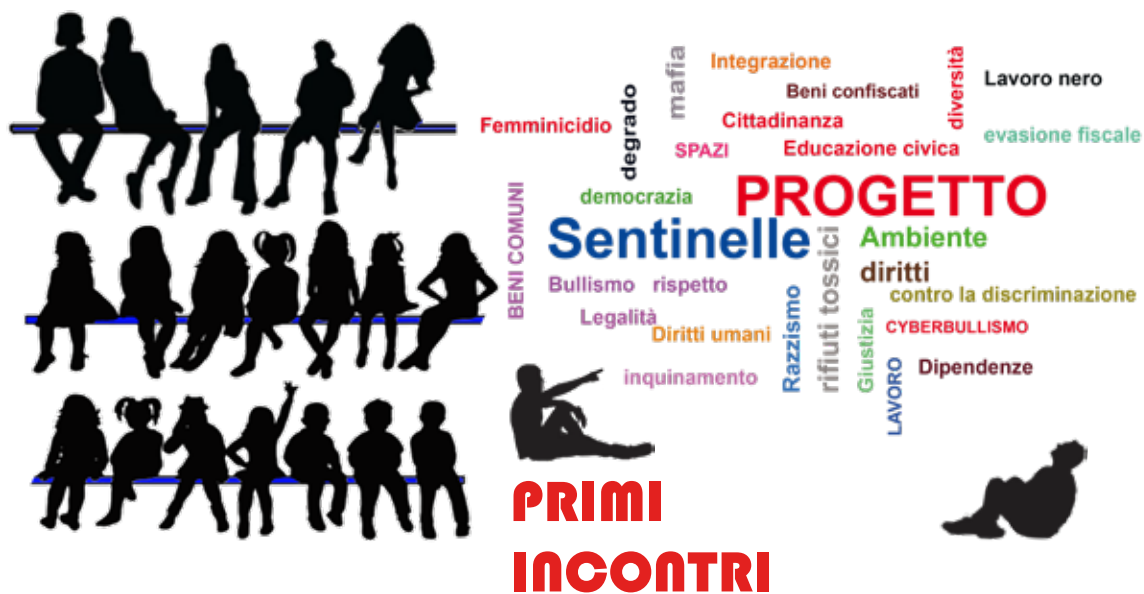 mafia
Integrazione
Beni confiscati
diversità
Lavoro nero
degrado
Femminicidio
Cittadinanza
evasione fiscale
SPAZI
Educazione civica
democrazia
PROGETTO
BENI COMUNI
Sentinelle
rifiuti tossici
Ambiente
diritti
Bullismo
rispetto
contro la discriminazione
Razzismo
Legalità
Diritti umani
Giustizia
CYBERBULLISMO
inquinamento
LAVORO
Dipendenze
PRIMI
INCONTRI